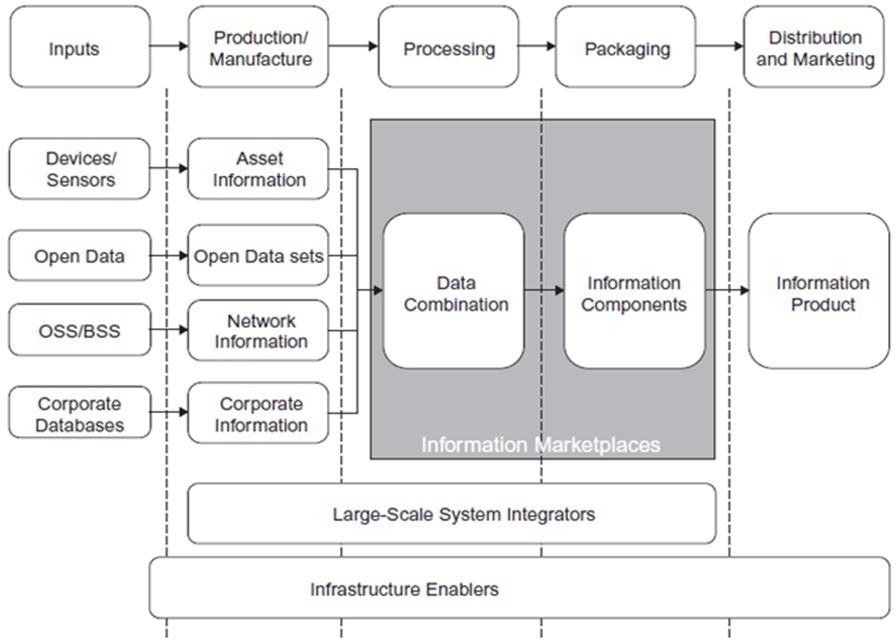 Inputs
Production/
Manufacture
Processing
Packaging
Distribution
and Marketing
Devices/
Sensors
Asset
Information
Open Data
Open Data sets
OSS/BSS
Network
Information
Corporate
Databases
Corporate
Information
Data
Combination
Information
Components
Information
Product
Information Marketplaces
Large-Scale System Integrators
Infrastructure Enablers